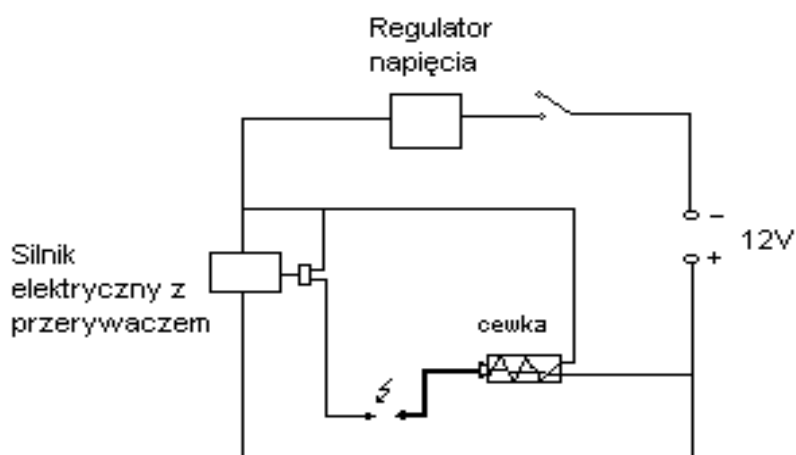 Regulator
napięcia
−
12V
+
Silnik
elektryczny z
przerywaczem
cewka